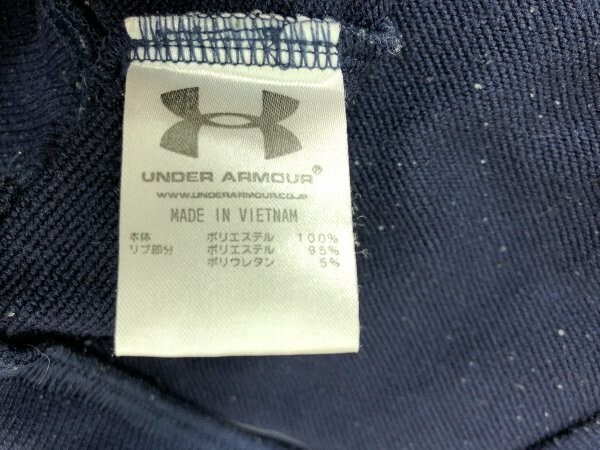 UNDER ARMOUR®
WWW.UNDERARMOUR.CO.JP
MADE IN VIETNAM
本体 ポリエステル 100%
リブ部分 ポリエステル 95%
ポリウレタン 5%